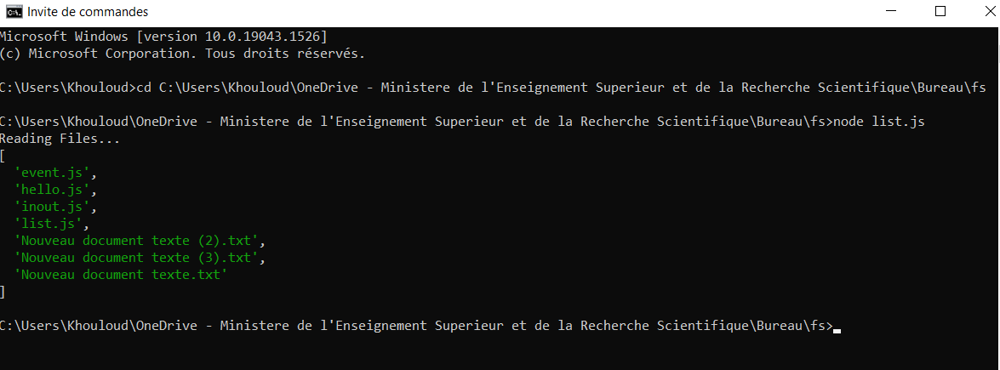 Invite de commandes
Microsoft Windows [version 10.0.19043.1526]
(c) Microsoft Corporation. Tous droits réservés.
C:\Users\Khouloud>cd C:\Users\Khouloud\OneDrive - Ministere de l'Enseignement Superieur et de la Recherche Scientifique\Bureau\fs
C:\Users\Khouloud\OneDrive - Ministere de l'Enseignement Superieur et de la Recherche Scientifique\Bureau\fs>node list.js
Reading Files...
[
  'event.js',
  'hello.js',
  'inout.js',
  'list.js',
  'Nouveau document texte (2).txt',
  'Nouveau document texte (3).txt',
  'Nouveau document texte.txt'
]
C:\Users\Khouloud\OneDrive - Ministere de l'Enseignement Superieur et de la Recherche Scientifique\Bureau\fs>